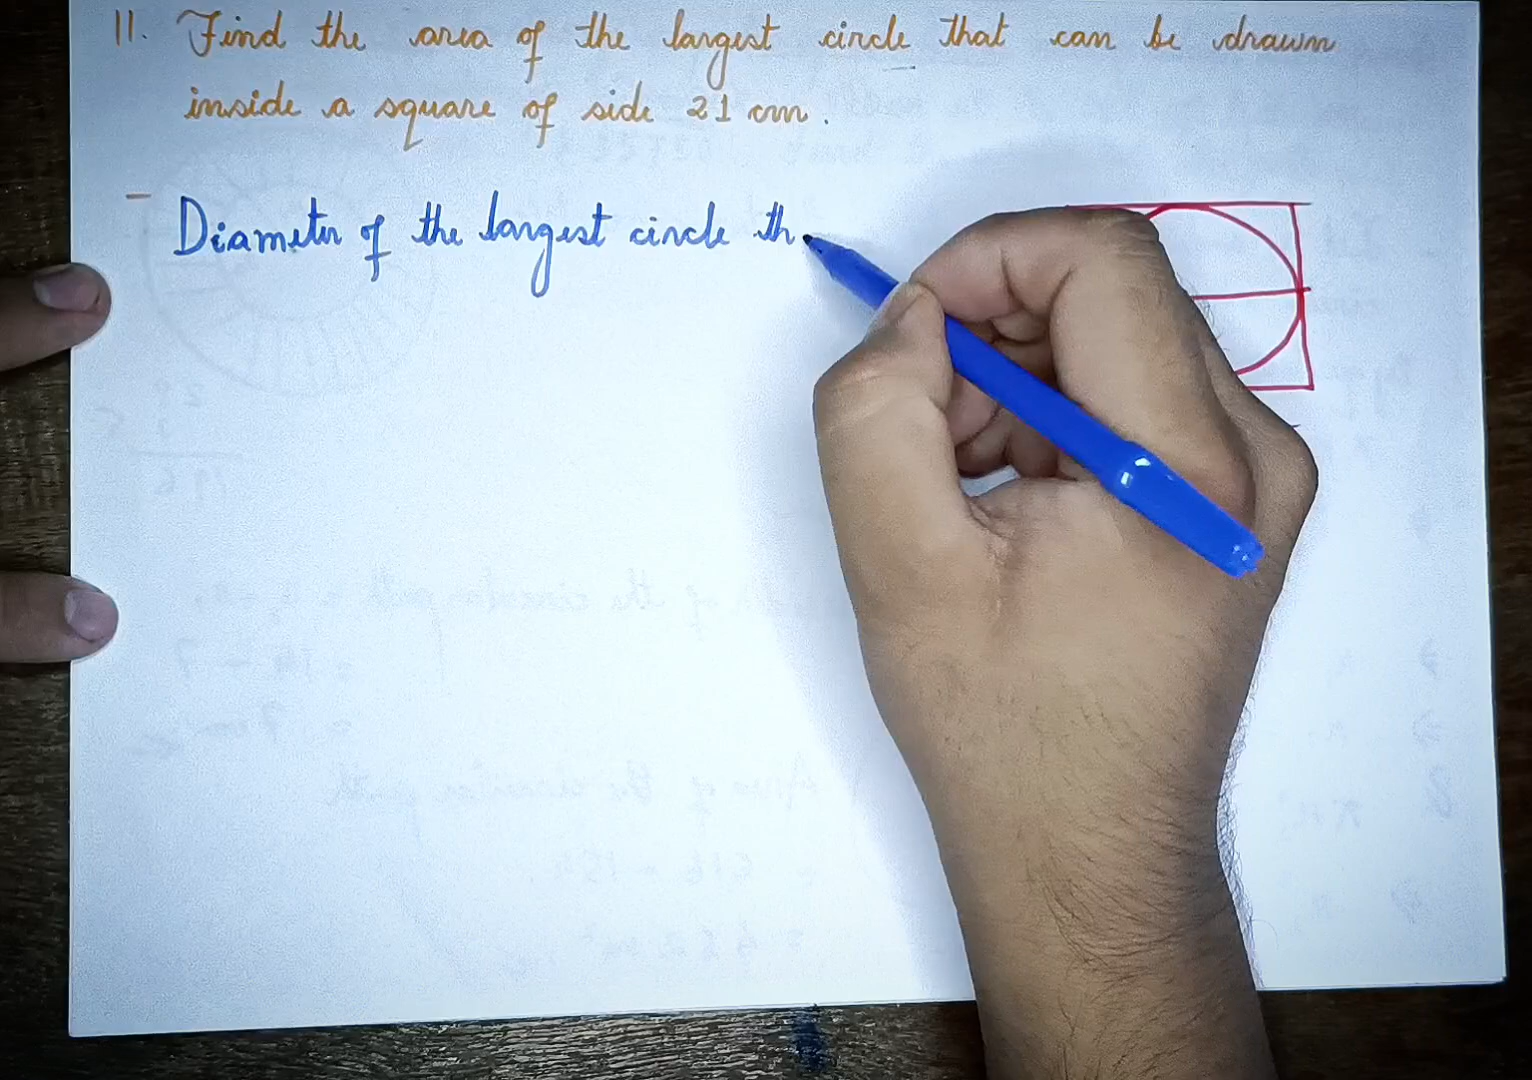 11. Find the area of the largest circle that can be drawn
inside a square of side 21 cm.
- Diameter of the largest circle th